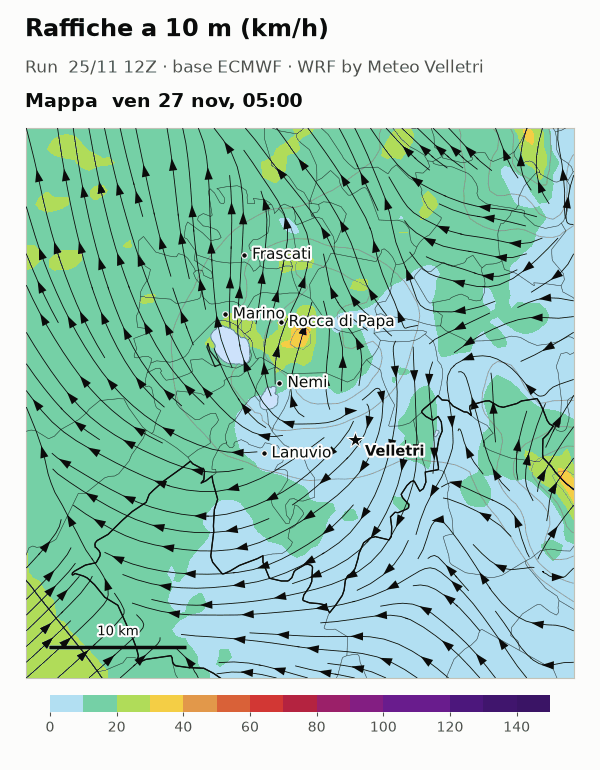 Raffiche a 10 m (km/h)
Run  25/11 12Z · base ECMWF · WRF by Meteo Velletri
Mappa  ven 27 nov, 05:00
Frascati
Marino
Rocca di Papa
Nemi
Velletri
Lanuvio
10 km
0 20 40 60 80 100 120 140